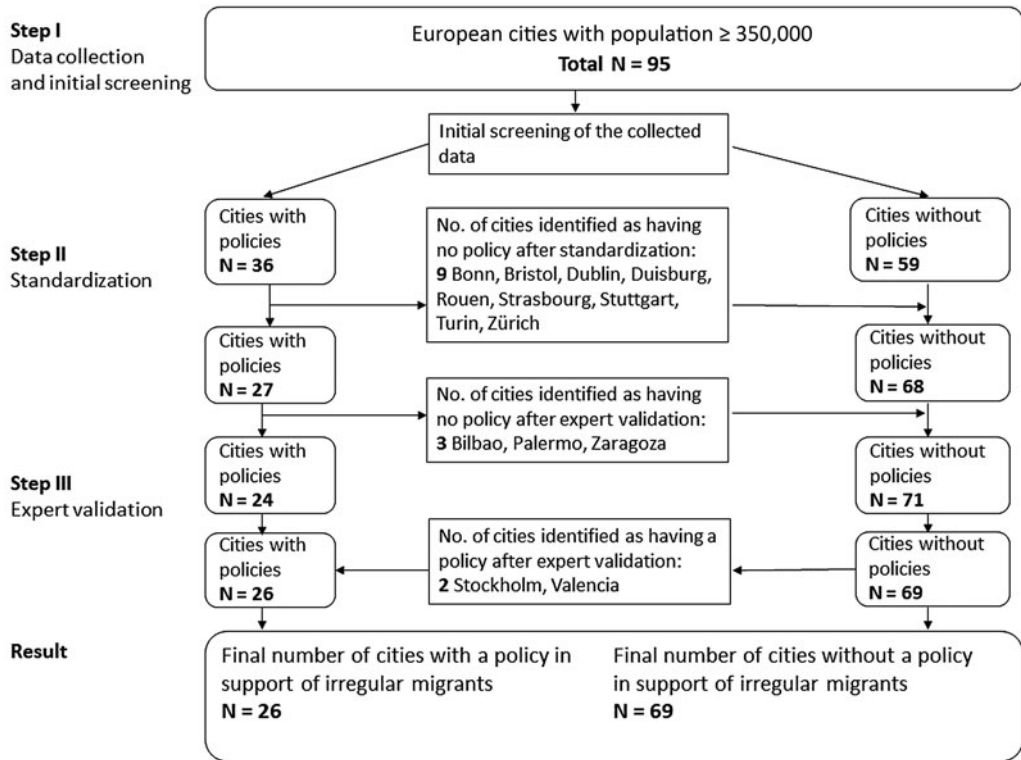 Step I
Data collection
and initial screening
European cities with population ≥ 350,000
Total N = 95
Initial screening of the collected
data
Step II
Standardization
Cities with
policies
N = 36
No. of cities identified as having
no policy after standardization:
9 Bonn, Bristol, Dublin, Duisburg,
Rouen, Strasbourg, Stuttgart,
Turin, Zürich
Cities without
policies
N = 59
Cities with
policies
N = 27
Cities without
policies
N = 68
No. of cities identified as having
no policy after expert validation:
3 Bilbao, Palermo, Zaragoza
Step III
Expert validation
Cities with
policies
N = 24
Cities without
policies
N = 71
Cities with
policies
N = 26
No. of cities identified as having a
policy after expert validation:
2 Stockholm, Valencia
Cities without
policies
N = 69
Result
Final number of cities with a policy in
support of irregular migrants
N = 26
Final number of cities without a policy
in support of irregular migrants
N = 69